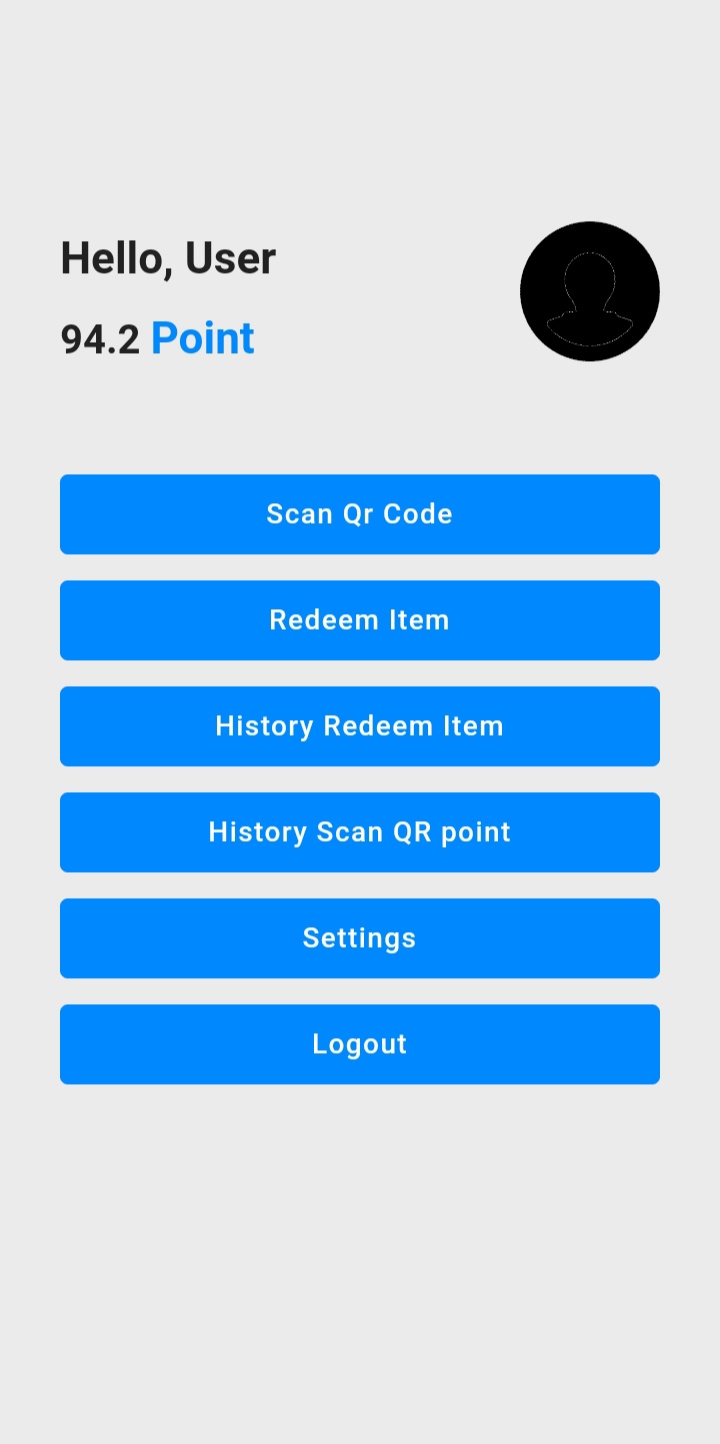 Hello, User
94.2 Point
Scan Qr Code
Redeem Item
History Redeem Item
History Scan QR point
Settings
Logout